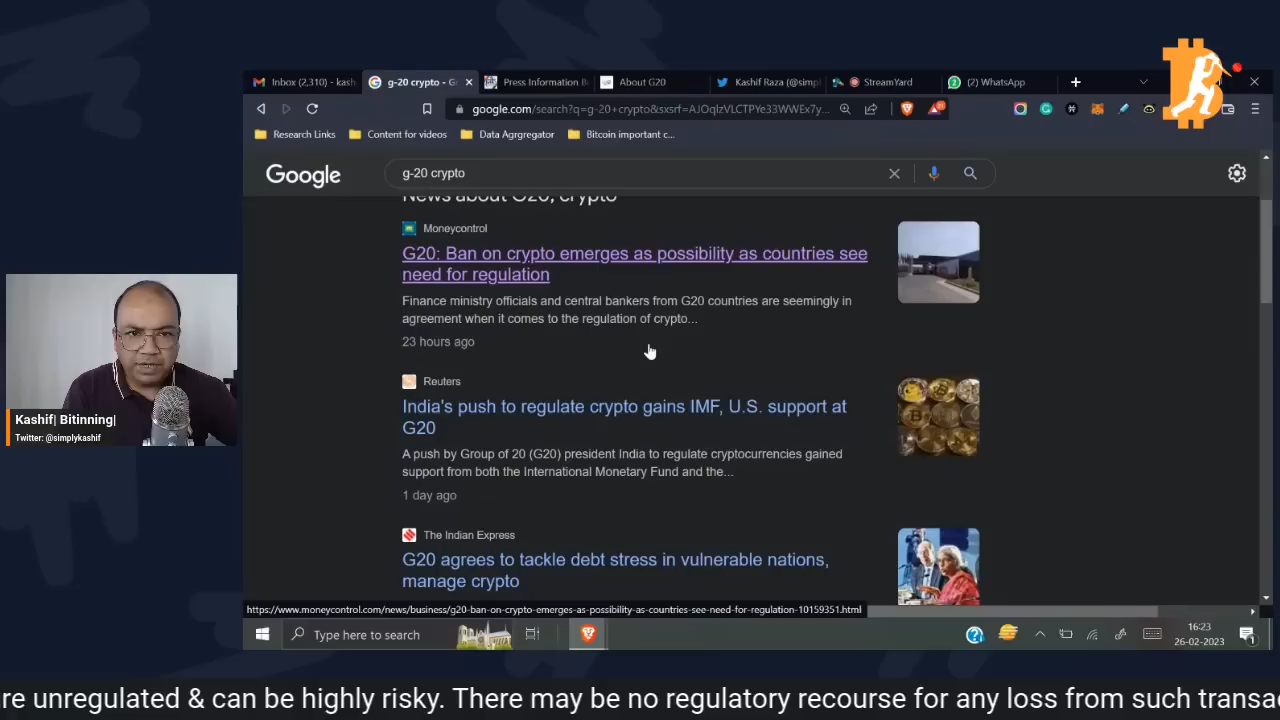 Inbox (2,310) - kash
g-20 crypto - G
Press Information B
About G20
Kashif Raza (@simpl
StreamYard
WhatsApp
google.com/search?q=g-20+crypto&sxsrf=AJOqlzVLCTPYe33WWEx7y...
Research Links
Content for videos
Data Agrgregator
Bitcoin important c...
Google
g-20 crypto
News about G20, crypto
Moneycontrol
G20: Ban on crypto emerges as possibility as countries see
need for regulation
Finance ministry officials and central bankers from G20 countries are seemingly in
agreement when it comes to the regulation of crypto...
23 hours ago
Reuters
India's push to regulate crypto gains IMF, U.S. support at
G20
A push by Group of 20 (G20) president India to regulate cryptocurrencies gained
support from both the International Monetary Fund and the...
1 day ago
The Indian Express
G20 agrees to tackle debt stress in vulnerable nations,
manage crypto
https://www.moneycontrol.com/news/business/g20-ban-on-crypto-emerges-as-possibility-as-countries-see-need-for-regulation-10159351.html
Kashif| Bitinning|
Twitter: @simplykashif
Type here to search
16:23
26-02-2023
re unregulated & can be highly risky. There may be no regulatory recourse for any loss from such transa